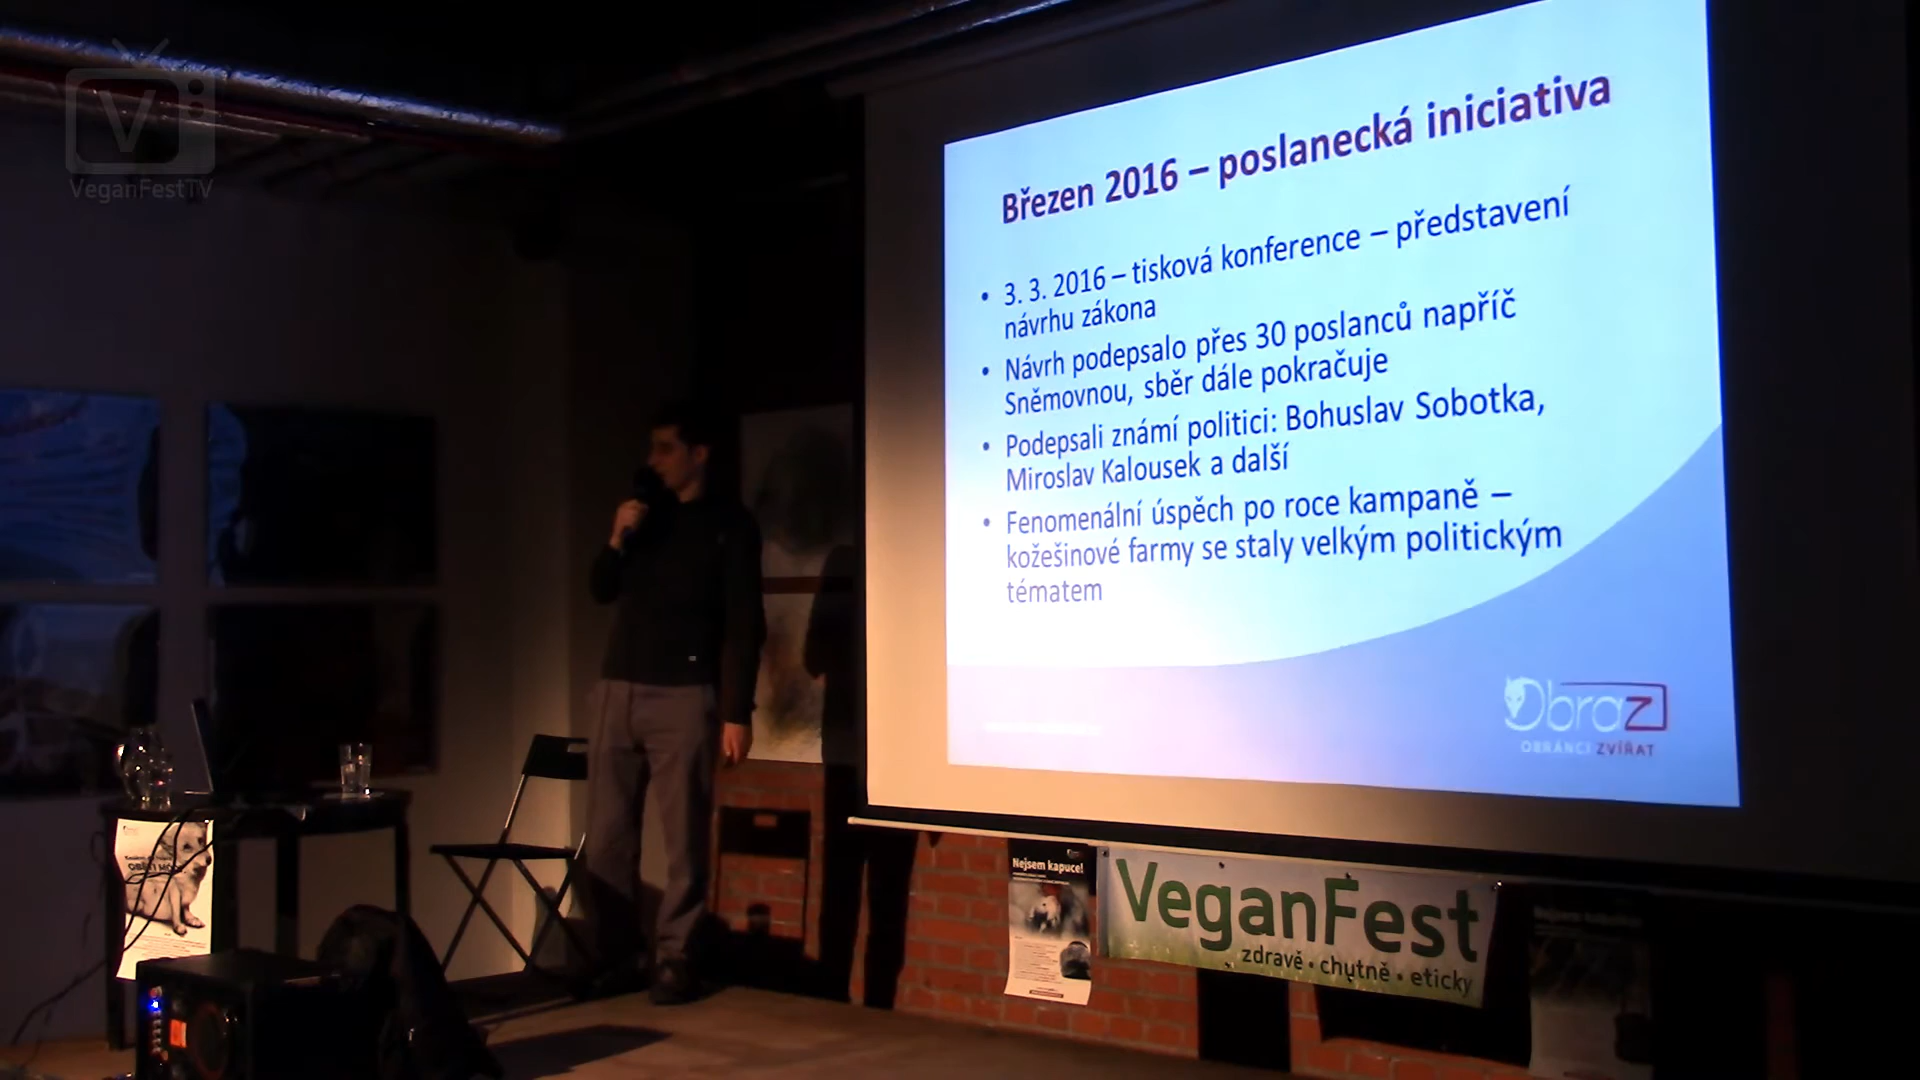 VeganFestTV
Březen 2016 – poslanecká iniciativa
• 3. 3. 2016 – tisková konference – představení
návrhu zákona
• Návrh podepsalo přes 30 poslanců napříč
Sněmovnou, sběr dále pokračuje
• Podepsali známí politici: Bohuslav Sobotka,
Miroslav Kalousek a další
• Fenomenální úspěch po roce kampaně –
kožešinové farmy se staly velkým politickým
tématem
Obraz
OBRÁNCI ZVÍŘAT
Nejsem kapuce!
VeganFest
zdravě • chutně • eticky